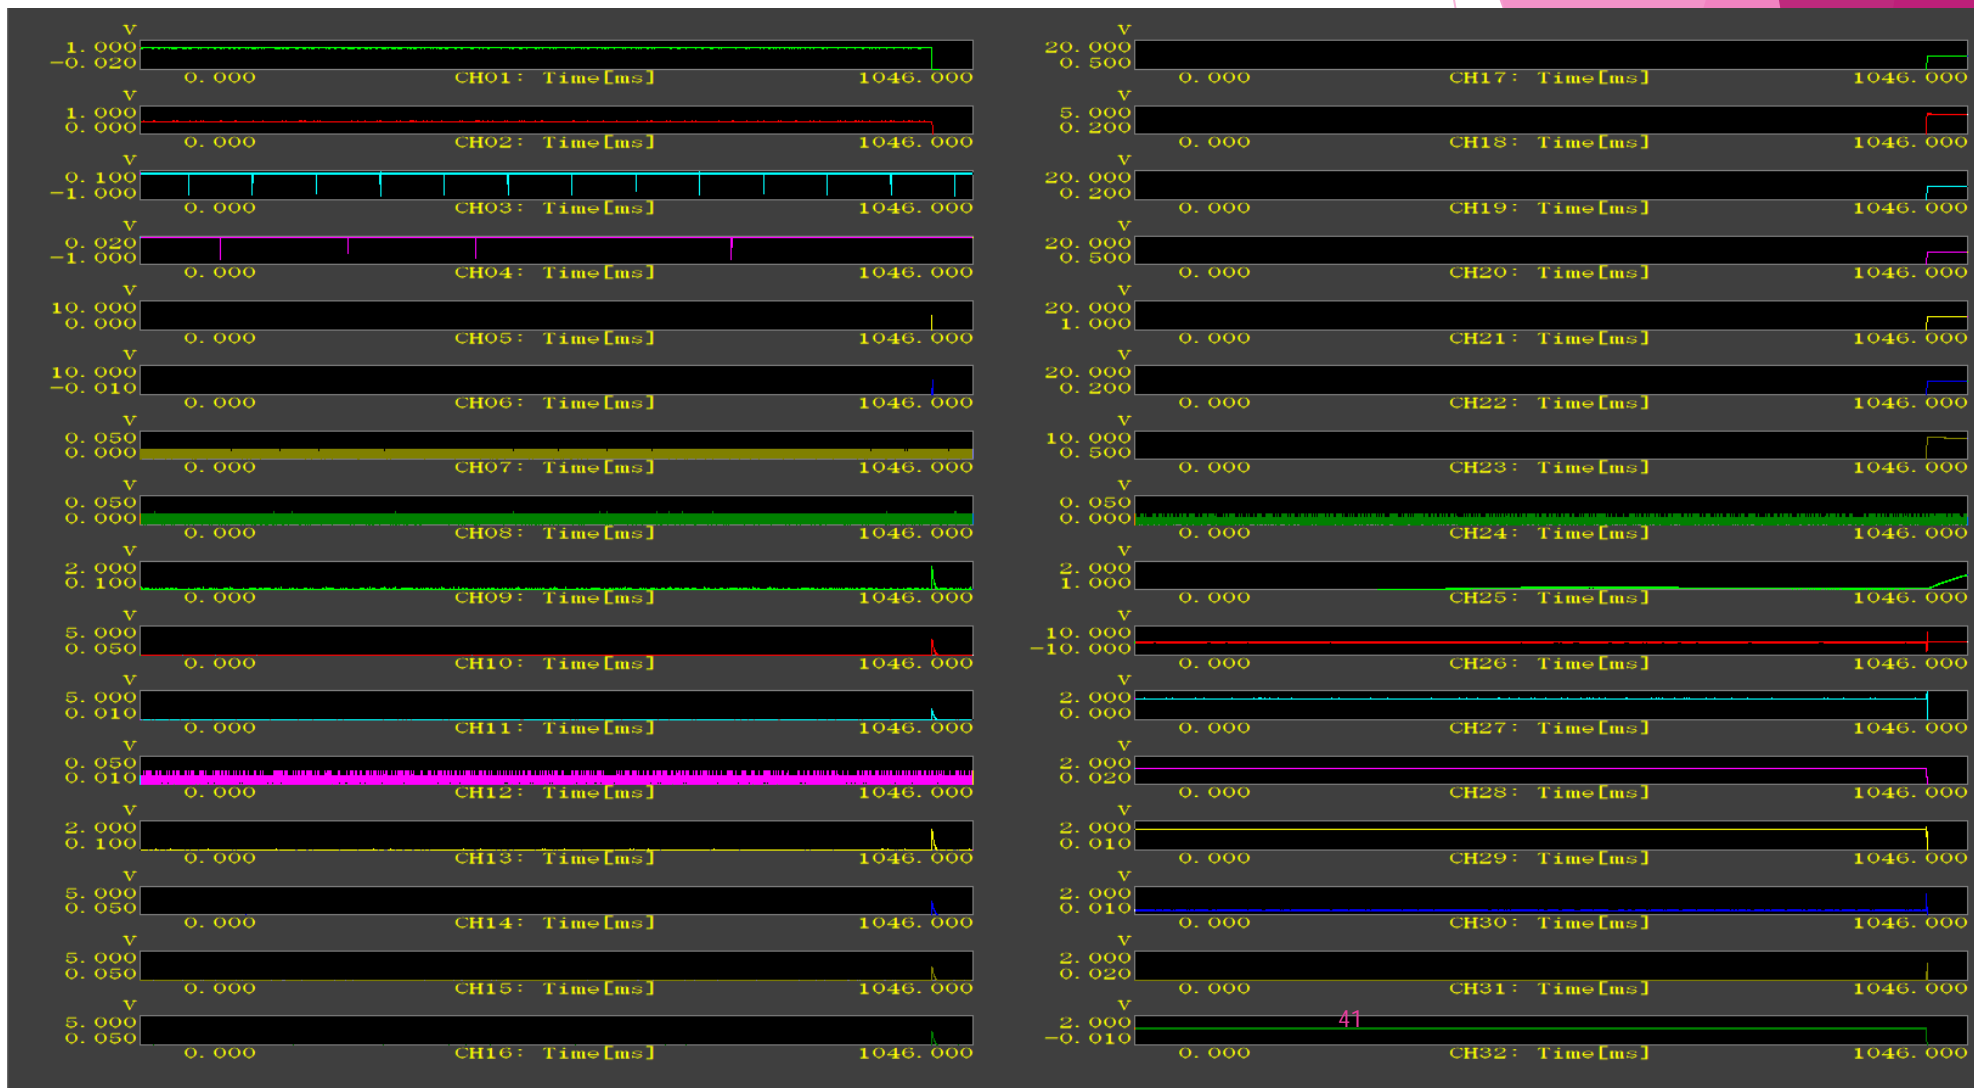 V
1.000
-0.020
0.000 CH01: Time[ms] 1046.000
V
1.000
0.000
0.000 CH02: Time[ms] 1046.000
V
0.100
-1.000
0.000 CH03: Time[ms] 1046.000
V
0.020
-1.000
0.000 CH04: Time[ms] 1046.000
V
10.000
0.000
0.000 CH05: Time[ms] 1046.000
V
10.000
-0.010
0.000 CH06: Time[ms] 1046.000
V
0.050
0.000
0.000 CH07: Time[ms] 1046.000
V
0.050
0.000
0.000 CH08: Time[ms] 1046.000
V
2.000
0.100
0.000 CH09: Time[ms] 1046.000
V
5.000
0.050
0.000 CH10: Time[ms] 1046.000
V
5.000
0.010
0.000 CH11: Time[ms] 1046.000
V
0.050
0.010
0.000 CH12: Time[ms] 1046.000
V
2.000
0.100
0.000 CH13: Time[ms] 1046.000
V
5.000
0.050
0.000 CH14: Time[ms] 1046.000
V
5.000
0.050
0.000 CH15: Time[ms] 1046.000
V
5.000
0.050
0.000 CH16: Time[ms] 1046.000
V
20.000
0.500
0.000 CH17: Time[ms] 1046.000
V
5.000
0.200
0.000 CH18: Time[ms] 1046.000
V
20.000
0.200
0.000 CH19: Time[ms] 1046.000
V
20.000
0.500
0.000 CH20: Time[ms] 1046.000
V
20.000
1.000
0.000 CH21: Time[ms] 1046.000
V
20.000
0.200
0.000 CH22: Time[ms] 1046.000
V
10.000
0.500
0.000 CH23: Time[ms] 1046.000
V
0.050
0.000
0.000 CH24: Time[ms] 1046.000
V
2.000
1.000
0.000 CH25: Time[ms] 1046.000
V
10.000
-10.000
0.000 CH26: Time[ms] 1046.000
V
2.000
0.000
0.000 CH27: Time[ms] 1046.000
V
2.000
0.020
0.000 CH28: Time[ms] 1046.000
V
2.000
0.010
0.000 CH29: Time[ms] 1046.000
V
2.000
0.010
0.000 CH30: Time[ms] 1046.000
V
2.000
0.020
0.000 CH31: Time[ms] 1046.000
V
2.000
-0.010
41
0.000 CH32: Time[ms] 1046.000